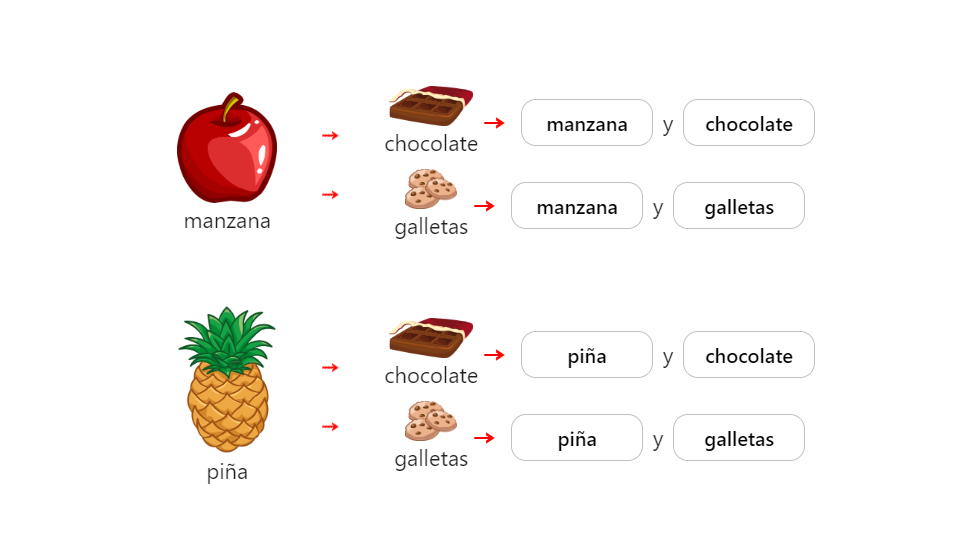 chocolate
manzana y chocolate
manzana
galletas
manzana y galletas
chocolate
piña y chocolate
piña
galletas
piña y galletas